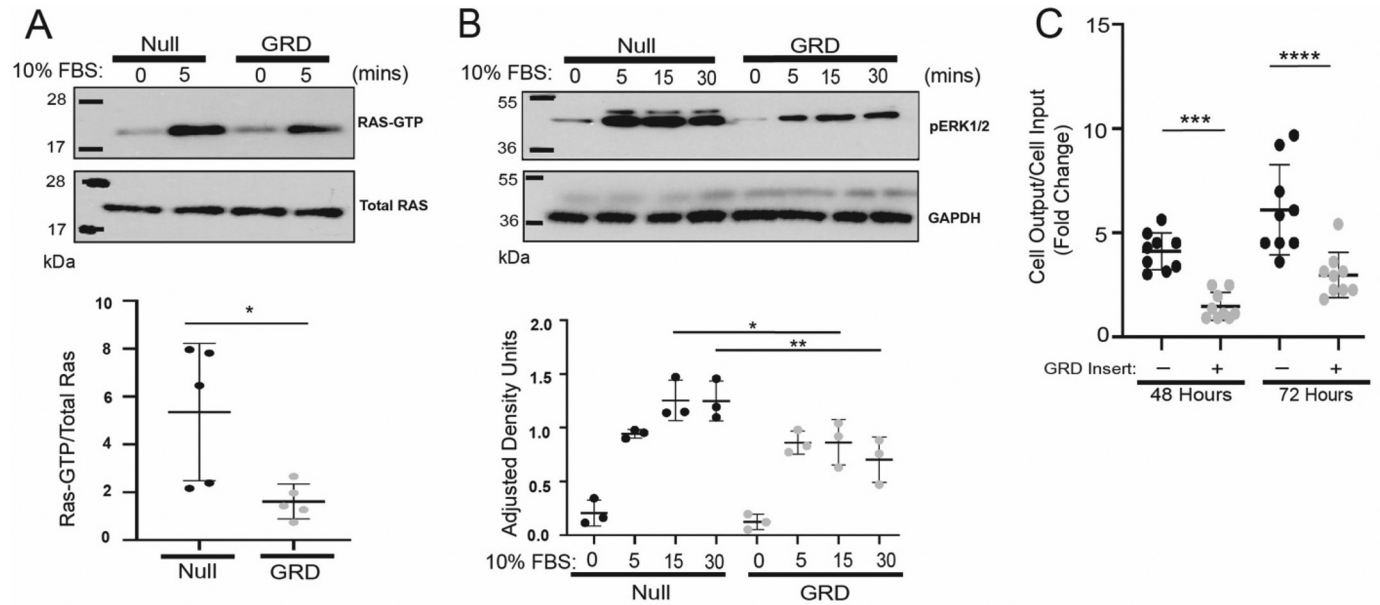 A
Null GRD
10% FBS: 0 5 0 5 (mins)
28
RAS-GTP
17
28
Total RAS
17
kDa
10
8
6
4
2
0
Ras-GTP/Total Ras
*
Null GRD
B
Null GRD
10% FBS: 0 5 15 30 0 5 15 30 (mins)
55
pERK1/2
36
55
GAPDH
36
kDa
2.0
1.5
1.0
0.5
0.0
Adjusted Density Units
*
**
10% FBS: 0 5 15 30 0 5 15 30
Null GRD
C
15
10
5
0
Cell Output/Cell Input
(Fold Change)
***
****
GRD Insert: – + – +
48 Hours 72 Hours